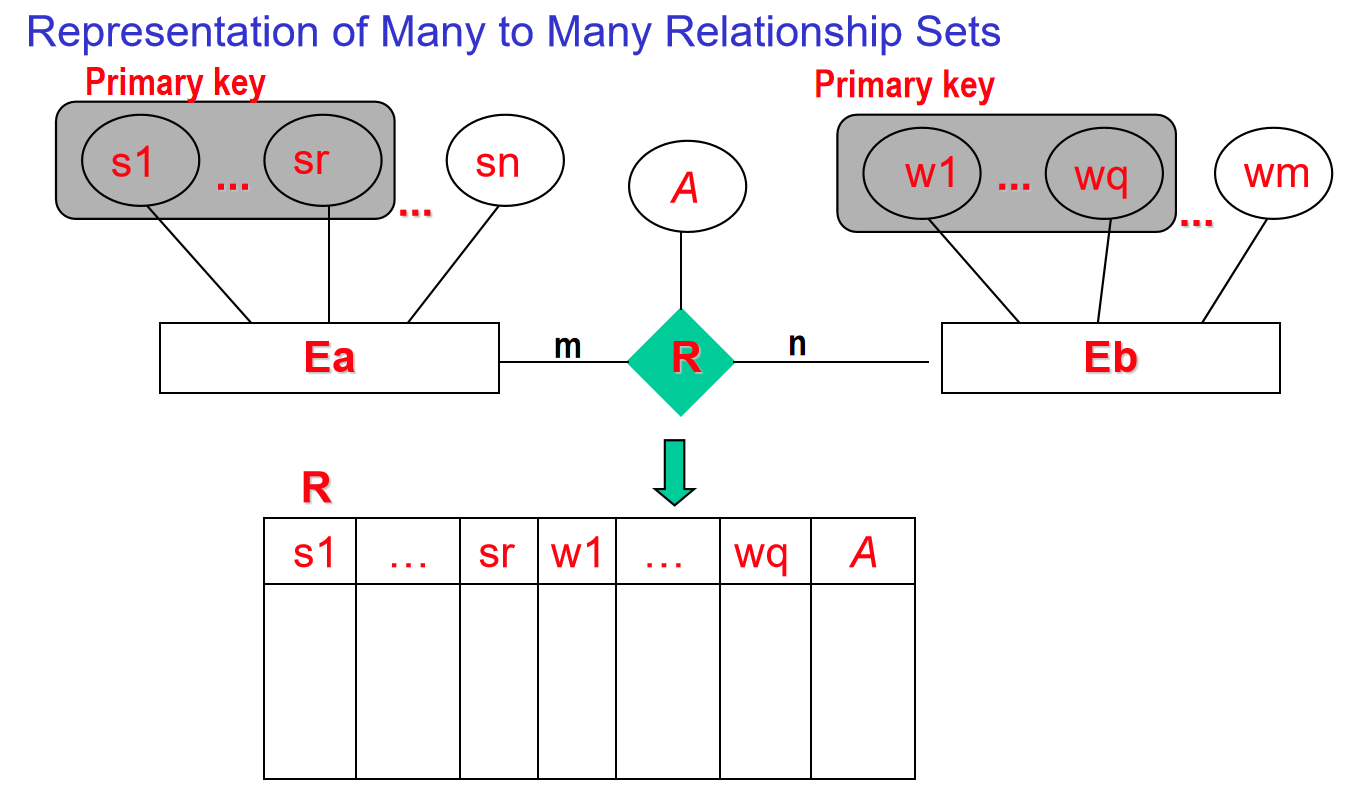 Representation of Many to Many Relationship Sets
Primary key
Primary key
s1 ... sr ... sn
A
w1 ... wq ... wm
Ea m R n Eb
R
s1 … sr w1 … wq A